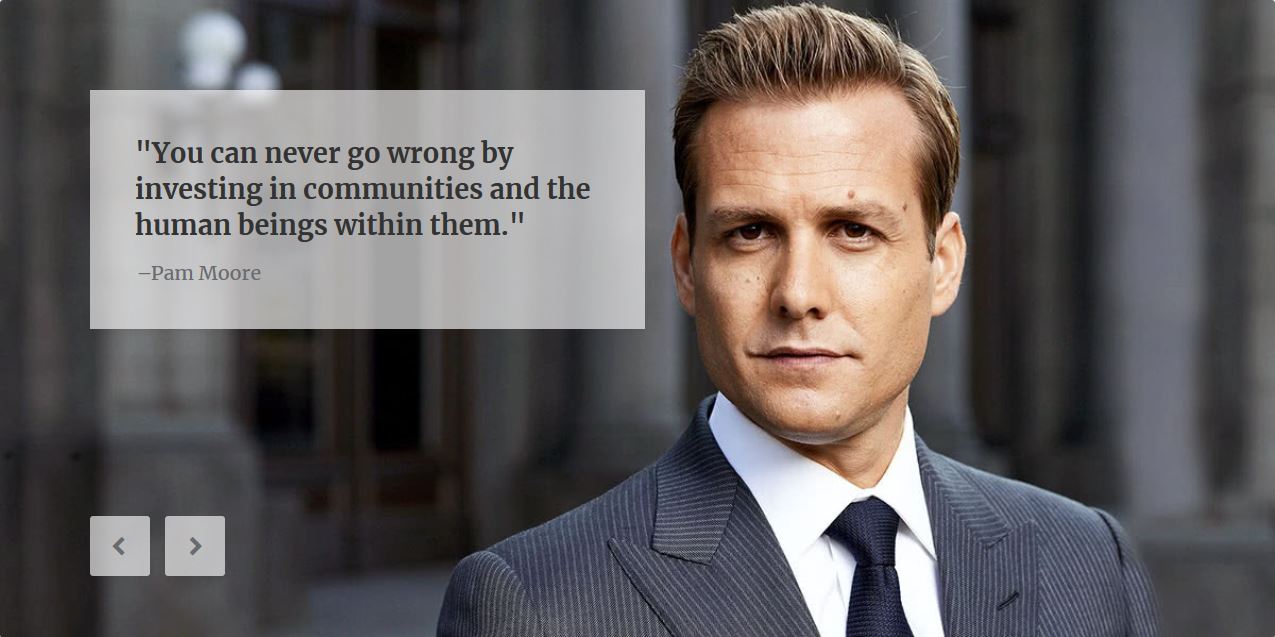 "You can never go wrong by
investing in communities and the
human beings within them."
–Pam Moore